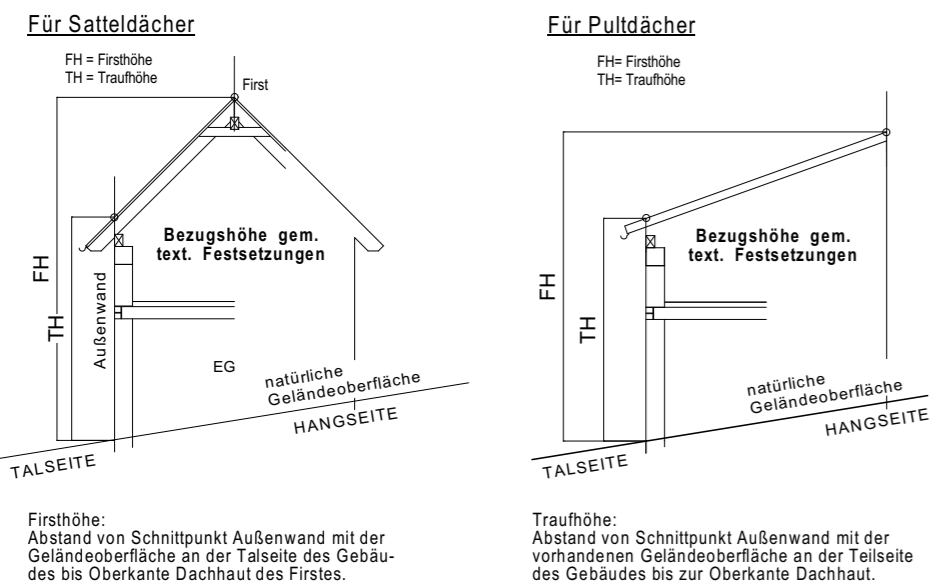 Für Satteldächer
FH = Firsthöhe
TH = Traufhöhe
First
FH
TH
Außenwand
Bezugshöhe gem.
text. Festsetzungen
EG
natürliche
Geländeoberfläche
HANGSEITE
TALSEITE
Firsthöhe:
Abstand von Schnittpunkt Außenwand mit der
Geländeoberfläche an der Talseite des Gebäu-
des bis Oberkante Dachhaut des Firstes.
Für Pultdächer
FH= Firsthöhe
TH= Traufhöhe
FH
TH
Bezugshöhe gem.
text. Festsetzungen
natürliche
Geländeoberfläche
HANGSEITE
TALSEITE
Traufhöhe:
Abstand von Schnittpunkt Außenwand mit der
vorhandenen Geländeoberfläche an der Teilseite
des Gebäudes bis zur Oberkante Dachhaut.